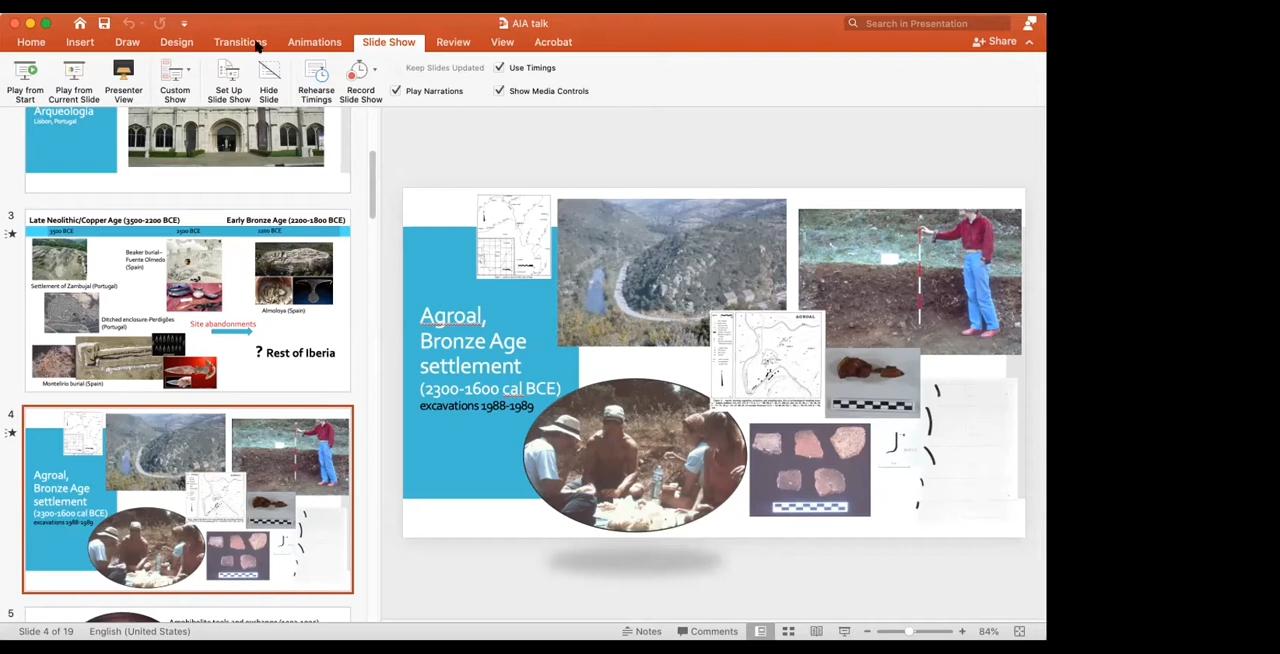 AIA talk
Search in Presentation
Home Insert Draw Design Transitions Animations Slide Show Review View Acrobat
Share
Play from Start
Play from Current Slide
Presenter View
Custom Show
Set Up Slide Show
Hide Slide
Rehearse Timings
Record Slide Show
Keep Slides Updated
Use Timings
Play Narrations
Show Media Controls
Arqueologia
Lisbon, Portugal
3
Late Neolithic/Copper Age (3500-2200 BCE)
Early Bronze Age (2200-1800 BCE)
3500 BCE
2500 BCE
2200 BCE
Beaker burial--
Fuente Olmedo
(Spain)
Settlement of Zambujal (Portugal)
Almoloya (Spain)
Ditched enclosure-Perdigões
(Portugal)
Site abandonments
? Rest of Iberia
Montelirio burial (Spain)
4
Agroal,
Bronze Age
settlement
(2300-1600 cal BCE)
excavations 1988-1989
5
Agroal,
Bronze Age
settlement
(2300-1600 cal BCE)
excavations 1988-1989
AGROAL
Slide 4 of 19
English (United States)
Notes
Comments
84%